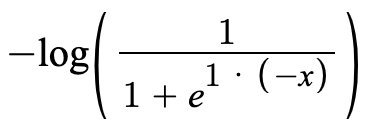 −log(1 / (1 + e^(1 · (−x))))